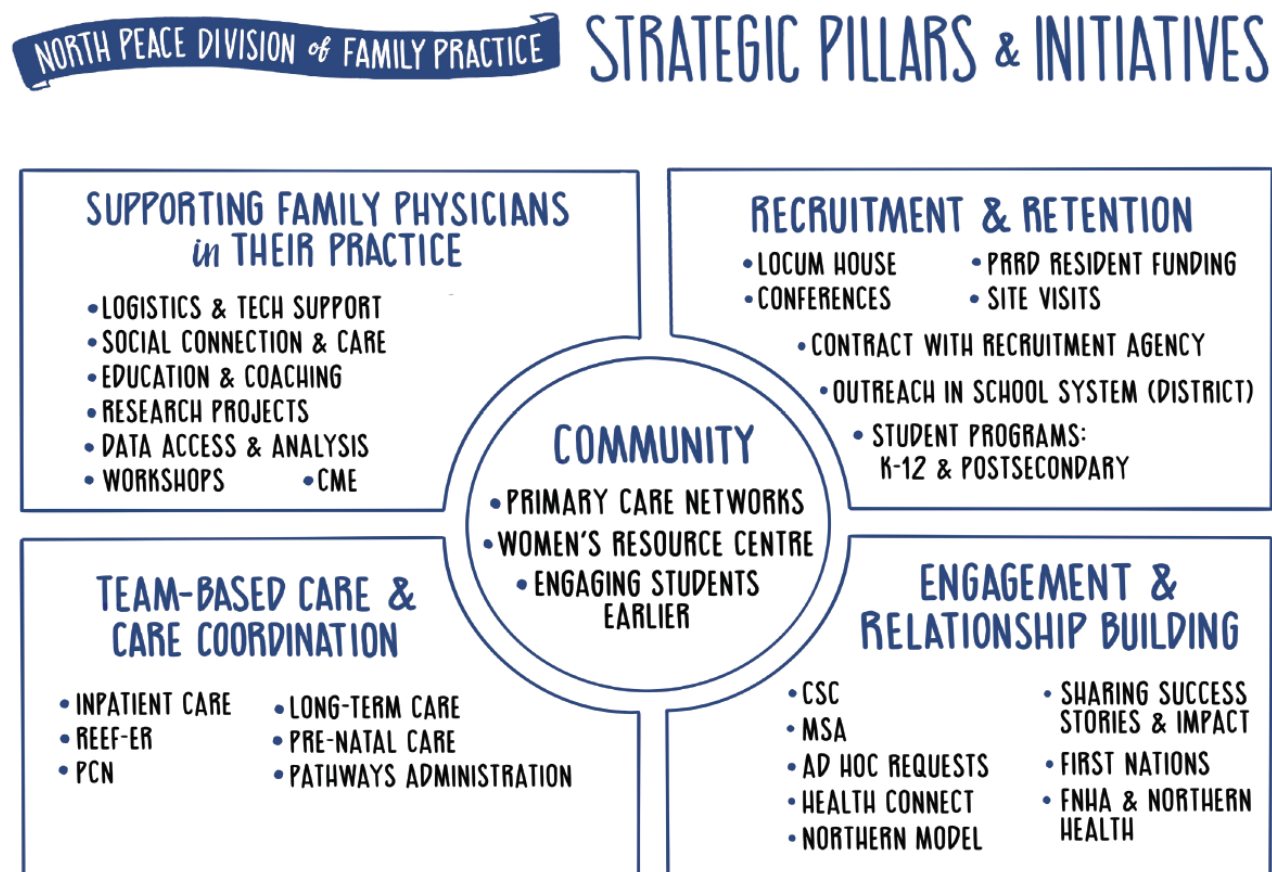 NORTH PEACE DIVISION of FAMILY PRACTICE
STRATEGIC PILLARS & INITIATIVES
SUPPORTING FAMILY PHYSICIANS
in THEIR PRACTICE
• LOGISTICS & TECH SUPPORT
• SOCIAL CONNECTION & CARE
• EDUCATION & COACHING
• RESEARCH PROJECTS
• DATA ACCESS & ANALYSIS
• WORKSHOPS • CME
RECRUITMENT & RETENTION
• LOCUM HOUSE • PRRD RESIDENT FUNDING
• CONFERENCES • SITE VISITS
• CONTRACT WITH RECRUITMENT AGENCY
• OUTREACH IN SCHOOL SYSTEM (DISTRICT)
• STUDENT PROGRAMS:
K-12 & POSTSECONDARY
COMMUNITY
• PRIMARY CARE NETWORKS
• WOMEN'S RESOURCE CENTRE
• ENGAGING STUDENTS
EARLIER
TEAM-BASED CARE &
CARE COORDINATION
• INPATIENT CARE
• REEF-ER
• PCN
• LONG-TERM CARE
• PRE-NATAL CARE
• PATHWAYS ADMINISTRATION
ENGAGEMENT &
RELATIONSHIP BUILDING
• CSC
• MSA
• AD HOC REQUESTS
• HEALTH CONNECT
• NORTHERN MODEL
• SHARING SUCCESS
STORIES & IMPACT
• FIRST NATIONS
• FNHA & NORTHERN
HEALTH